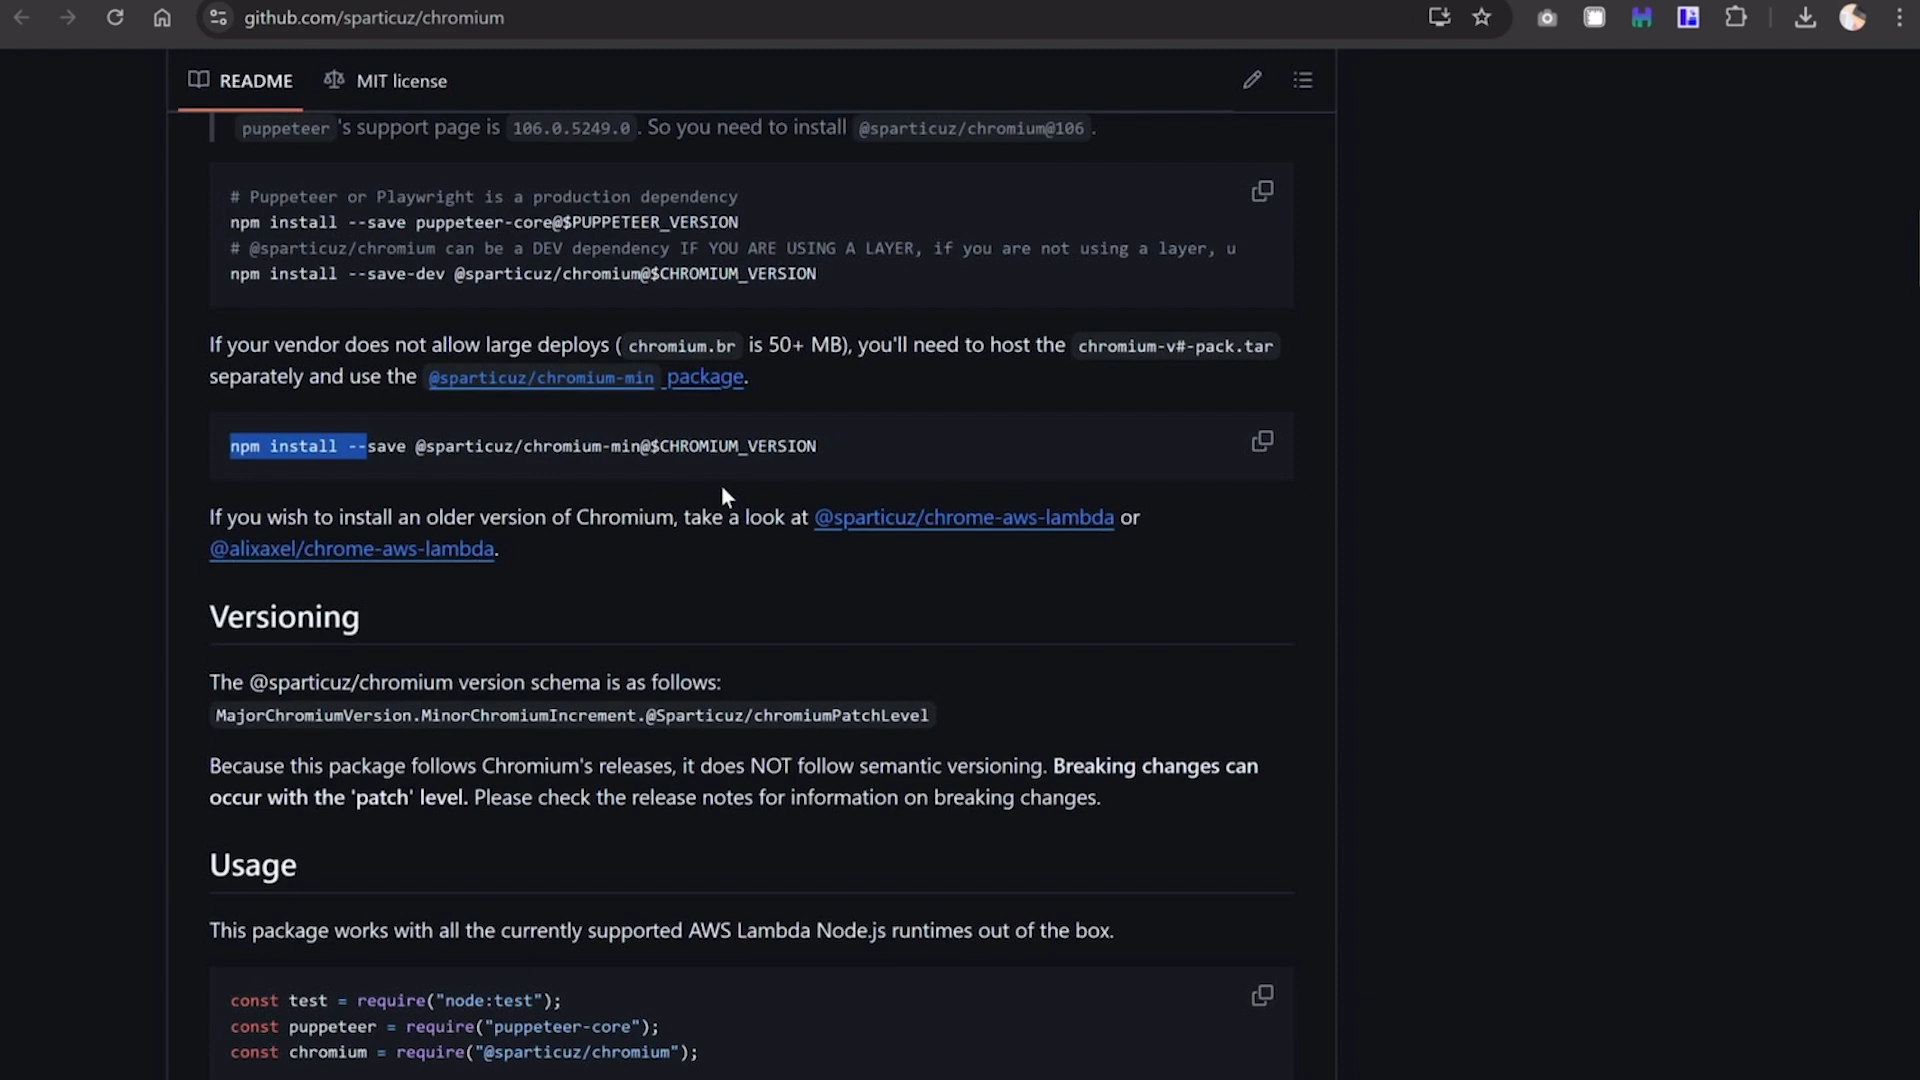 github.com/sparticuz/chromium
README MIT license
puppeteer 's support page is 106.0.5249.0 . So you need to install @sparticuz/chromium@106 .
# Puppeteer or Playwright is a production dependency
npm install --save puppeteer-core@$PUPPETEER_VERSION
# @sparticuz/chromium can be a DEV dependency IF YOU ARE USING A LAYER, if you are not using a layer, u
npm install --save-dev @sparticuz/chromium@$CHROMIUM_VERSION
If your vendor does not allow large deploys ( chromium.br is 50+ MB), you'll need to host the chromium-v#-pack.tar
separately and use the @sparticuz/chromium-min package.
npm install --save @sparticuz/chromium-min@$CHROMIUM_VERSION
If you wish to install an older version of Chromium, take a look at @sparticuz/chrome-aws-lambda or
@alixaxel/chrome-aws-lambda.
Versioning
The @sparticuz/chromium version schema is as follows:
MajorChromiumVersion.MinorChromiumIncrement.@Sparticuz/chromiumPatchLevel
Because this package follows Chromium's releases, it does NOT follow semantic versioning. Breaking changes can
occur with the 'patch' level. Please check the release notes for information on breaking changes.
Usage
This package works with all the currently supported AWS Lambda Node.js runtimes out of the box.
const test = require("node:test");
const puppeteer = require("puppeteer-core");
const chromium = require("@sparticuz/chromium");